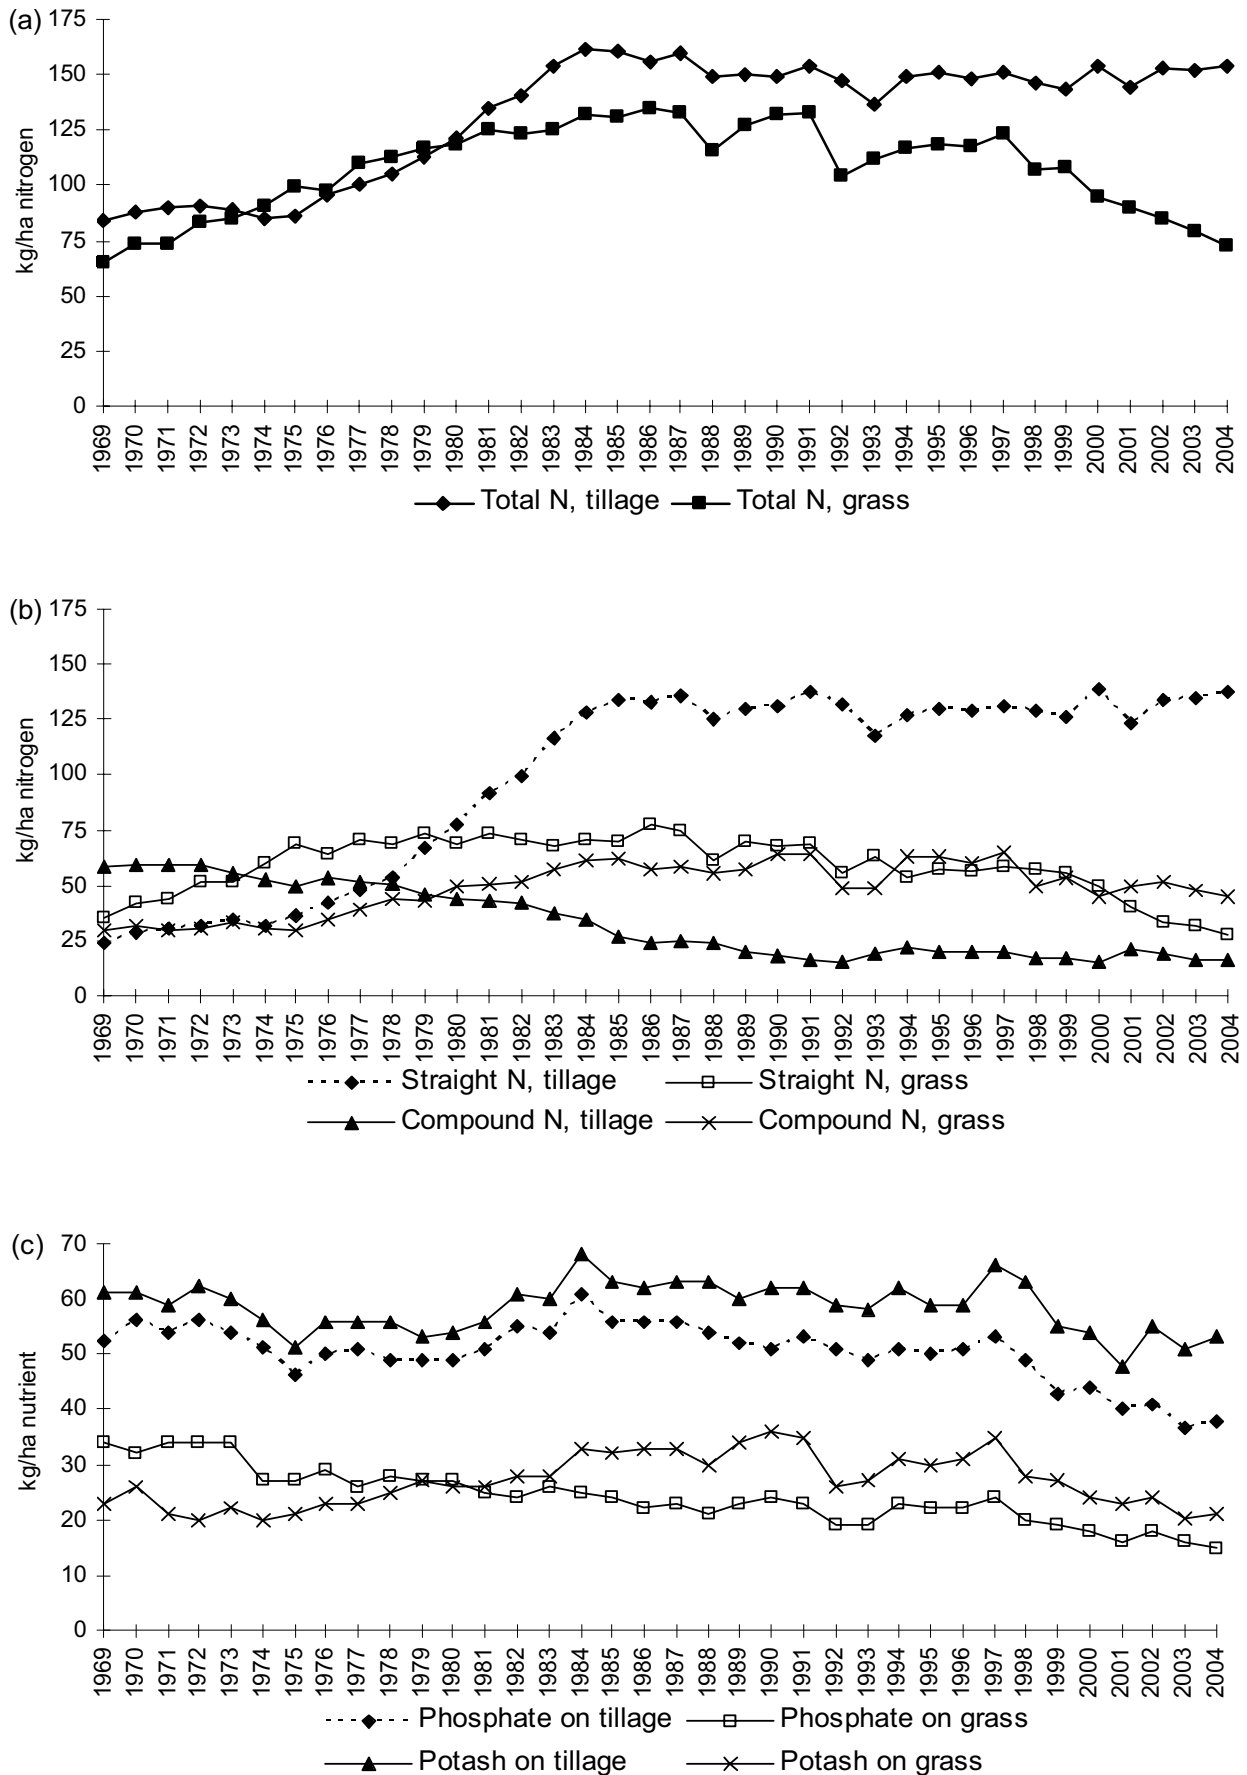 (a)
175
150
125
100
75
50
25
0
kg/ha nitrogen
1969 1970 1971 1972 1973 1974 1975 1976 1977 1978 1979 1980 1981 1982 1983 1984 1985 1986 1987 1988 1989 1990 1991 1992 1993 1994 1995 1996 1997 1998 1999 2000 2001 2002 2003 2004
Total N, tillage Total N, grass
(b)
175
150
125
100
75
50
25
0
kg/ha nitrogen
1969 1970 1971 1972 1973 1974 1975 1976 1977 1978 1979 1980 1981 1982 1983 1984 1985 1986 1987 1988 1989 1990 1991 1992 1993 1994 1995 1996 1997 1998 1999 2000 2001 2002 2003 2004
Straight N, tillage Straight N, grass
Compound N, tillage Compound N, grass
(c)
70
60
50
40
30
20
10
0
kg/ha nutrient
1969 1970 1971 1972 1973 1974 1975 1976 1977 1978 1979 1980 1981 1982 1983 1984 1985 1986 1987 1988 1989 1990 1991 1992 1993 1994 1995 1996 1997 1998 1999 2000 2001 2002 2003 2004
Phosphate on tillage Phosphate on grass
Potash on tillage Potash on grass